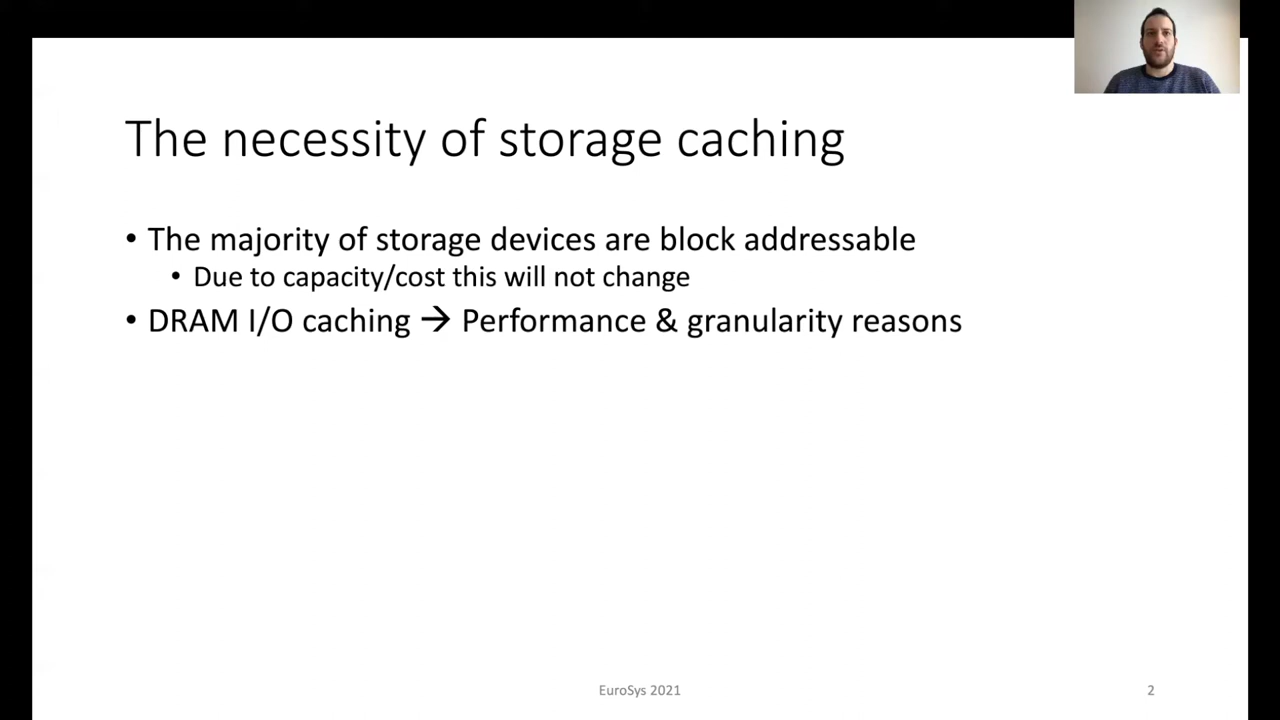 The necessity of storage caching
• The majority of storage devices are block addressable
• Due to capacity/cost this will not change
• DRAM I/O caching → Performance & granularity reasons
EuroSys 2021
2